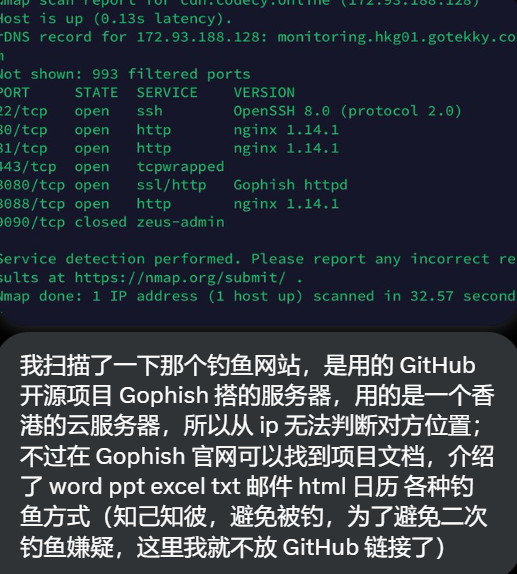 Nmap scan report for cdn.codecy.online (172.93.188.128)
Host is up (0.13s latency).
rDNS record for 172.93.188.128: monitoring.hkg01.gotekky.co
m
Not shown: 993 filtered ports
PORT STATE SERVICE VERSION
22/tcp open ssh OpenSSH 8.0 (protocol 2.0)
80/tcp open http nginx 1.14.1
81/tcp open http nginx 1.14.1
443/tcp open tcpwrapped
8080/tcp open ssl/http Gophish httpd
8088/tcp open http nginx 1.14.1
9090/tcp closed zeus-admin
Service detection performed. Please report any incorrect re
sults at https://nmap.org/submit/ .
Nmap done: 1 IP address (1 host up) scanned in 32.57 second
我扫描了一下那个钓鱼网站，是用的 GitHub
开源项目 Gophish 搭的服务器，用的是一个香
港的云服务器，所以从 ip 无法判断对方位置；
不过在 Gophish 官网可以找到项目文档，介绍
了 word ppt excel txt 邮件 html 日历 各种钓
鱼方式（知己知彼，避免被钓，为了避免二次
钓鱼嫌疑，这里我就不放 GitHub 链接了）